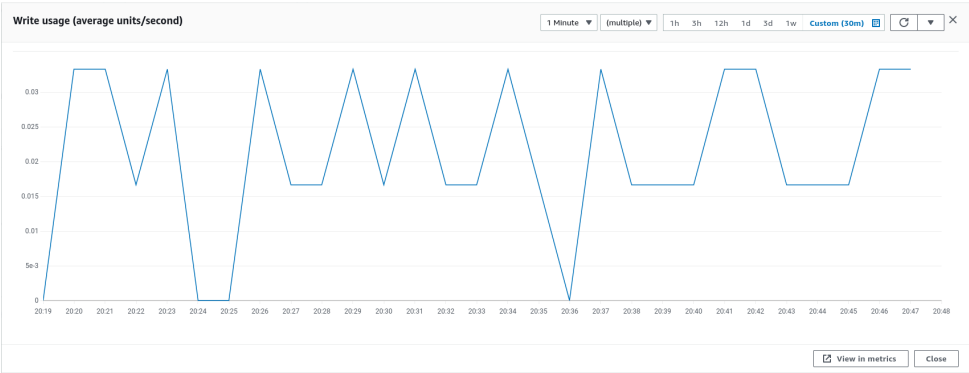 Write usage (average units/second)
1 Minute ▼ (multiple) ▼ 1h 3h 12h 1d 3d 1w Custom (30m)
0.03
0.025
0.02
0.015
0.01
5e-3
0
20:19 20:20 20:21 20:22 20:23 20:24 20:25 20:26 20:27 20:28 20:29 20:30 20:31 20:32 20:33 20:34 20:35 20:36 20:37 20:38 20:39 20:40 20:41 20:42 20:43 20:44 20:45 20:46 20:47 20:48
View in metrics Close